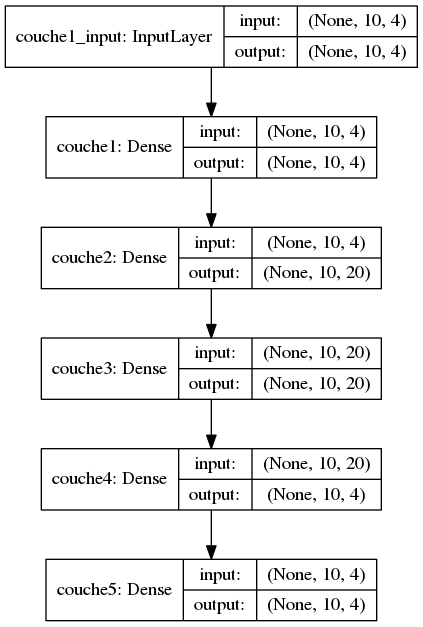 couche1_input: InputLayer
input: (None, 10, 4)
output: (None, 10, 4)
couche1: Dense
input: (None, 10, 4)
output: (None, 10, 4)
couche2: Dense
input: (None, 10, 4)
output: (None, 10, 20)
couche3: Dense
input: (None, 10, 20)
output: (None, 10, 20)
couche4: Dense
input: (None, 10, 20)
output: (None, 10, 4)
couche5: Dense
input: (None, 10, 4)
output: (None, 10, 4)